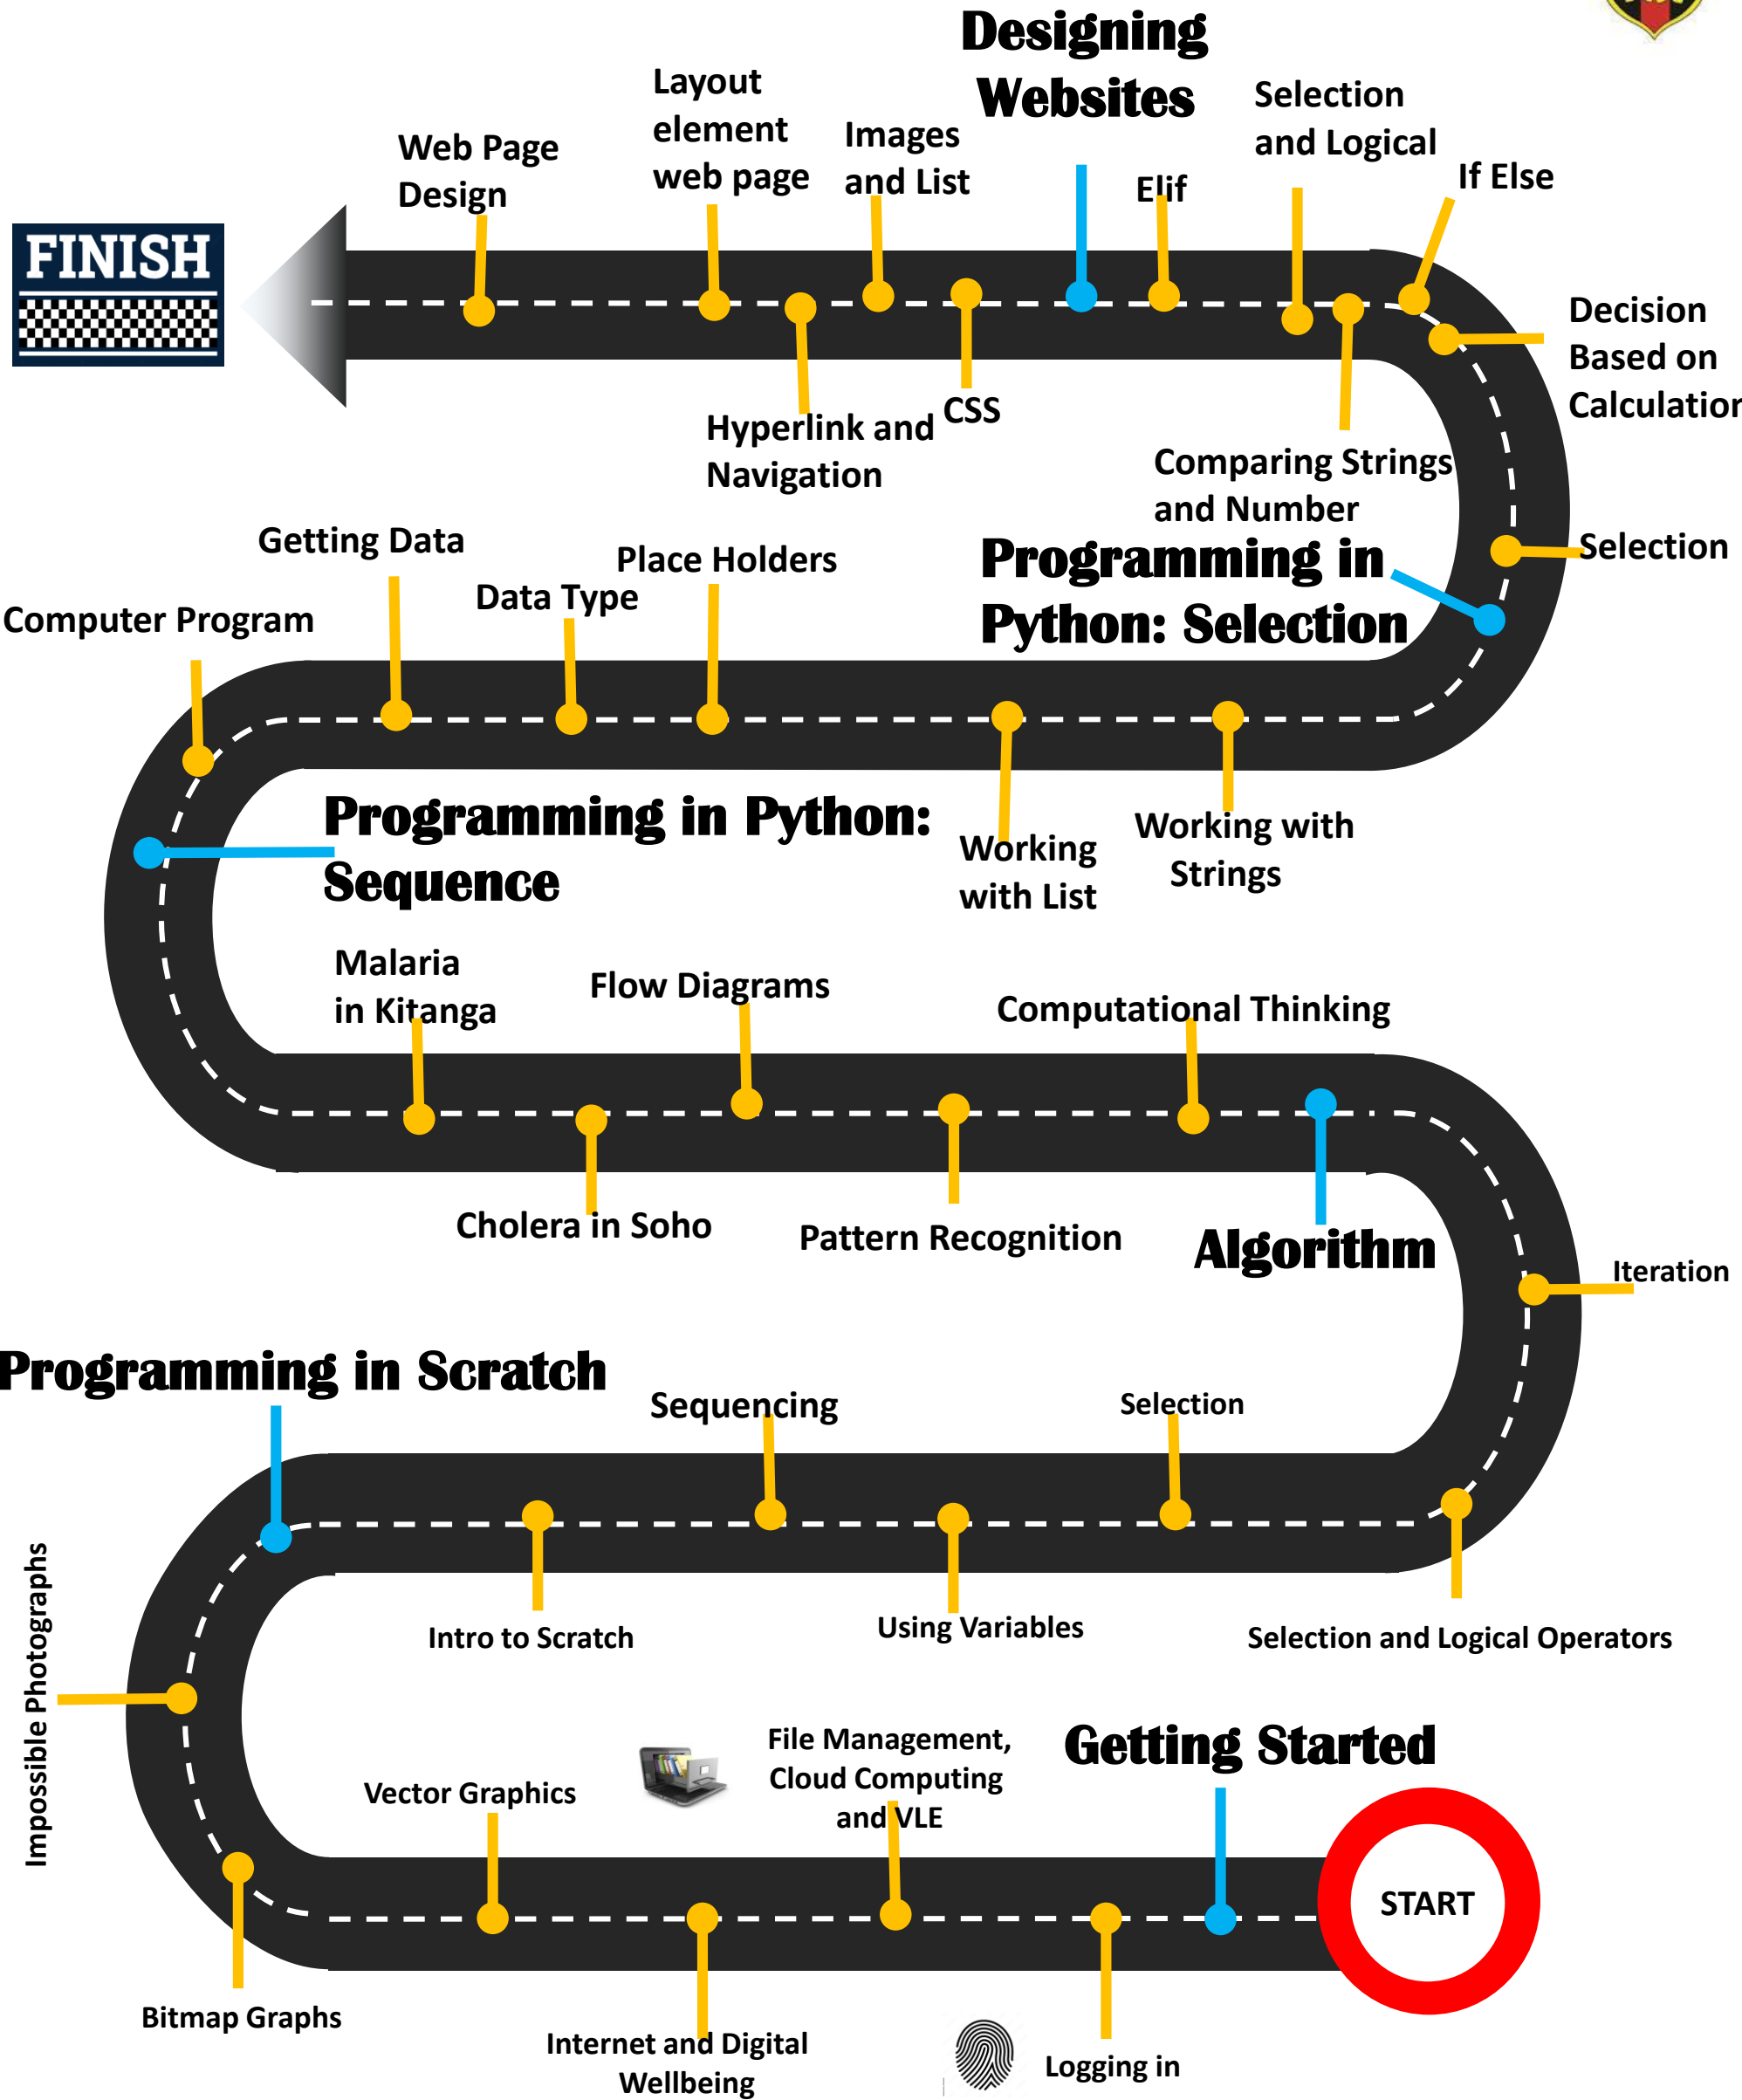 Designing
Websites
Layout
element
web page
Selection
and Logical
Images
and List
Web Page
Design
Elif
If Else
FINISH
Decision
Based on
Calculation
CSS
Hyperlink and
Navigation
Comparing Strings
and Number
Getting Data
Place Holders
Programming in
Python: Selection
Selection
Data Type
Computer Program
Programming in Python:
Sequence
Working
with List
Working with
Strings
Malaria
in Kitanga
Flow Diagrams
Computational Thinking
Cholera in Soho
Pattern Recognition
Algorithm
Iteration
Programming in Scratch
Sequencing
Selection
Impossible Photographs
Intro to Scratch
Using Variables
Selection and Logical Operators
File Management,
Cloud Computing
and VLE
Getting Started
Vector Graphics
START
Bitmap Graphs
Internet and Digital
Wellbeing
Logging in